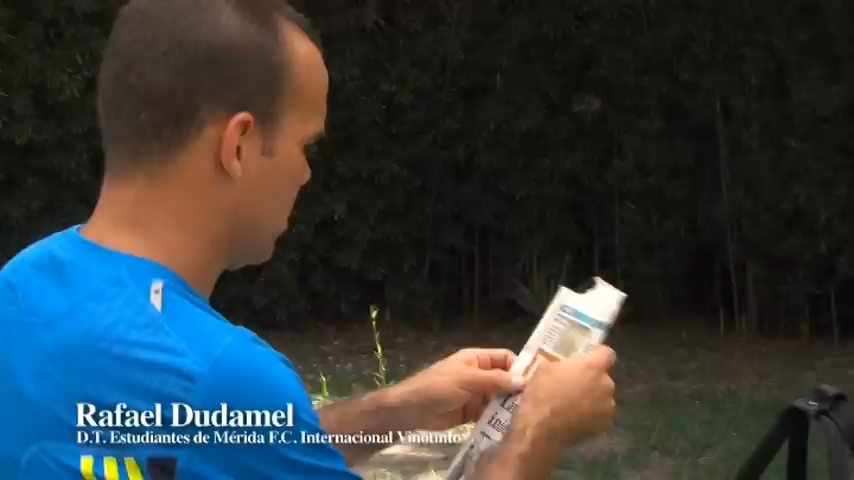 Rafael Dudamel
D.T. Estudiantes de Mérida F.C. Internacional Vinotinto